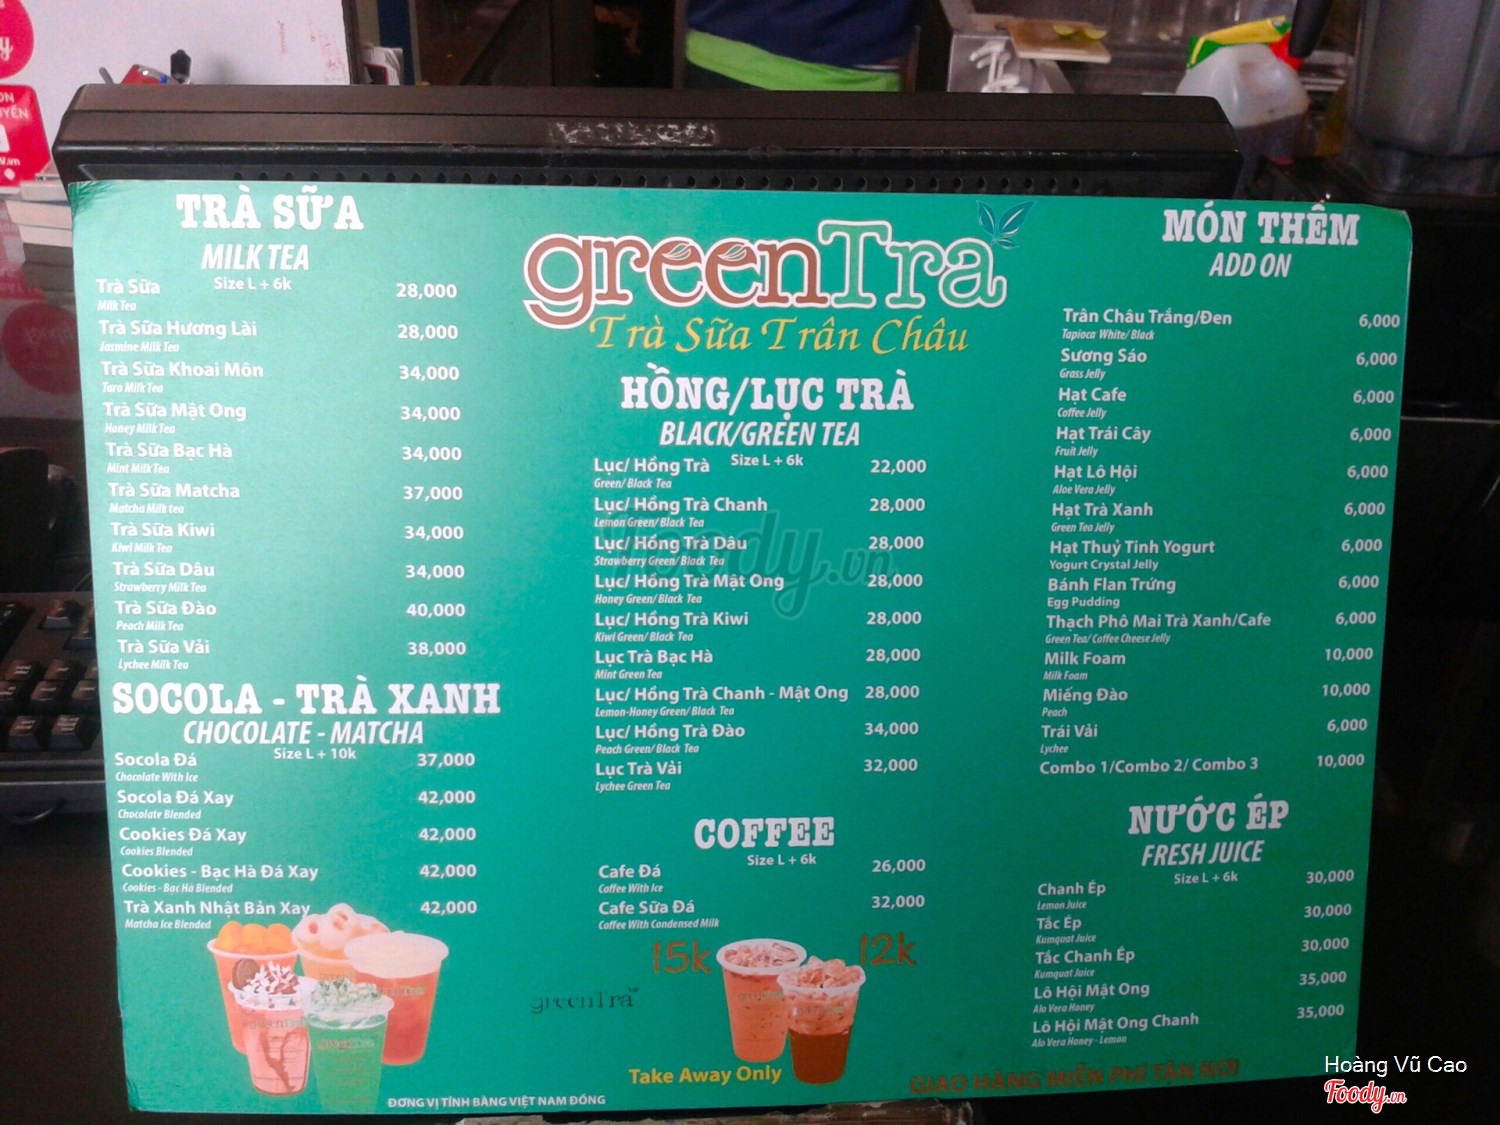 TRÀ SỮA
MILK TEA
Size L + 6k
Trà Sữa 28,000
Milk Tea
Trà Sữa Hương Lài 28,000
Jasmine Milk Tea
Trà Sữa Khoai Môn 34,000
Taro Milk Tea
Trà Sữa Mật Ong 34,000
Honey Milk Tea
Trà Sữa Bạc Hà 34,000
Mint Milk Tea
Trà Sữa Matcha 37,000
Matcha Milk tea
Trà Sữa Kiwi 34,000
Kiwi Milk Tea
Trà Sữa Dâu 34,000
Strawberry Milk Tea
Trà Sữa Đào 40,000
Peach Milk Tea
Trà Sữa Vải 38,000
Lychee Milk Tea
SOCOLA - TRÀ XANH
CHOCOLATE - MATCHA
Size L + 10k
Socola Đá 37,000
Chocolate With Ice
Socola Đá Xay 42,000
Chocolate Blended
Cookies Đá Xay 42,000
Cookies Blended
Cookies - Bạc Hà Đá Xay 42,000
Cookies - Bạc Hà Blended
Trà Xanh Nhật Bản Xay 42,000
Matcha Ice Blended
ĐƠNG VỊ TÍNH BẰNG VIỆT NAM ĐỒNG
greenTra
Trà Sữa Trân Châu
HỒNG/LỤC TRÀ
BLACK/GREEN TEA
Size L + 6k
Lục/ Hồng Trà 22,000
Green/ Black Tea
Lục/ Hồng Trà Chanh 28,000
Lemon Green/ Black Tea
Lục/ Hồng Trà Dâu 28,000
Strawberry Green/ Black Tea
Lục/ Hồng Trà Mật Ong 28,000
Honey Green/ Black Tea
Lục/ Hồng Trà Kiwi 28,000
Kiwi Green/ Black Tea
Lục Trà Bạc Hà 28,000
Mint Green Tea
Lục/ Hồng Trà Chanh - Mật Ong 28,000
Lemon-Honey Green/ Black Tea
Lục/ Hồng Trà Đào 34,000
Peach Green/ Black Tea
Lục Trà Vải 32,000
Lychee Green Tea
Foody.vn
COFFEE
Size L + 6k
Cafe Đá 26,000
Coffee With Ice
Cafe Sữa Đá 32,000
Coffee With Condensed Milk
15k 12k
greenTra
Take Away Only
MÓN THÊM
ADD ON
Trân Châu Trắng/Đen 6,000
Tapioca White/ Black
Sương Sáo 6,000
Grass Jelly
Hạt Cafe 6,000
Coffee Jelly
Hạt Trái Cây 6,000
Fruit Jelly
Hạt Lô Hội 6,000
Aloe Vera Jelly
Hạt Trà Xanh 6,000
Green Tea Jelly
Hạt Thuỷ Tinh Yogurt 6,000
Yogurt Crystal Jelly
Bánh Flan Trứng 6,000
Egg Pudding
Thạch Phô Mai Trà Xanh/Cafe 6,000
Green Tea/ Coffee Cheese Jelly
Milk Foam 10,000
Milk Foam
Miếng Đào 10,000
Peach
Trái Vải 6,000
Lychee
Combo 1/Combo 2/ Combo 3 10,000
NƯỚC ÉP
FRESH JUICE
Size L + 6k
Chanh Ép 30,000
Lemon Juice
Tắc Ép 30,000
Kumquat Juice
Tắc Chanh Ép 30,000
Kumquat Juice
Lô Hội Mật Ong 35,000
Alo Vera Honey
Lô Hội Mật Ong Chanh 35,000
Alo Vera Honey - Lemon
GIAO HÀNG MIỄN PHÍ TẬN NƠI
Hoàng Vũ Cao
Foody.vn